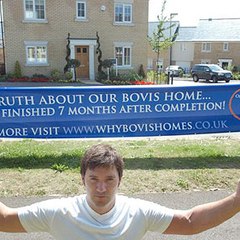 RUTH ABOUT OUR BOVIS HOME...
FINISHED 7 MONTHS AFTER COMPLETION!
MORE VISIT WWW.WHYBOVISHOMES.CO.UK